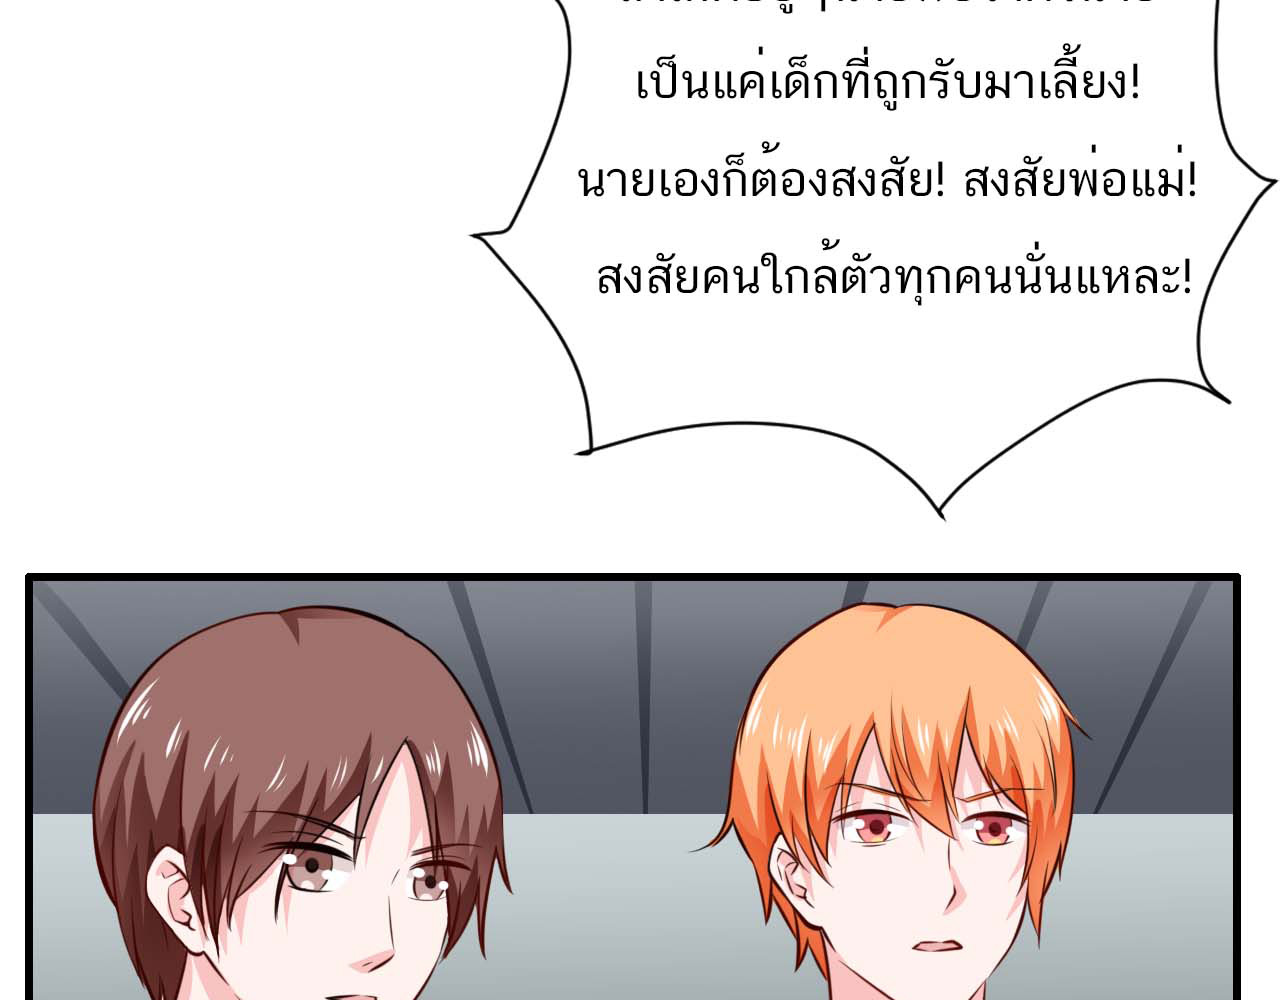 เป็นแค่เด็กที่ถูกรับมาเลี้ยง!
นายเองก็ต้องสงสัย! สงสัยพ่อแม่!
สงสัยคนใกล้ตัวทุกคนนั่นแหละ!